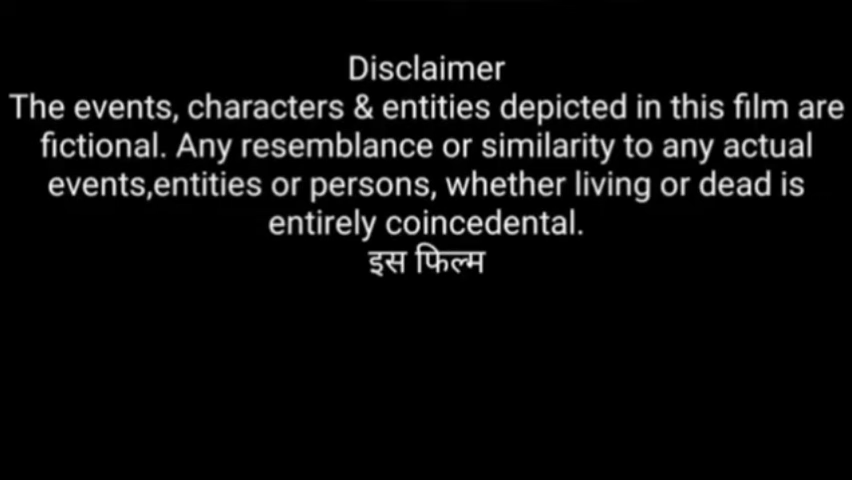 Disclaimer
The events, characters & entities depicted in this film are
fictional. Any resemblance or similarity to any actual
events,entities or persons, whether living or dead is
entirely coincedental.
इस फिल्म